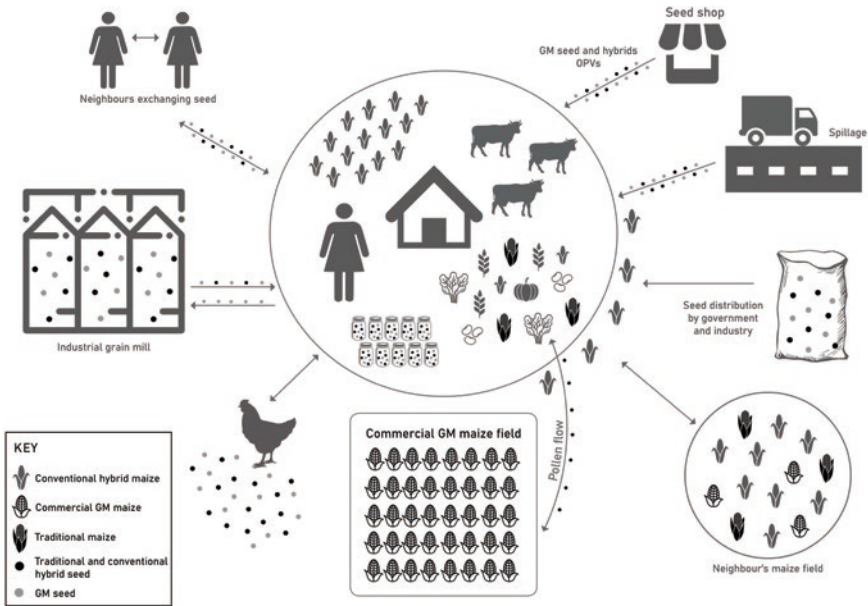 Seed shop
GM seed and hybrids
OPVs
Neighbours exchanging seed
Spillage
Industrial grain mill
Seed distribution
by government
and industry
Pollen flow
Commercial GM maize field
Neighbour's maize field
KEY
Conventional hybrid maize
Commercial GM maize
Traditional maize
Traditional and conventional
hybrid seed
GM seed